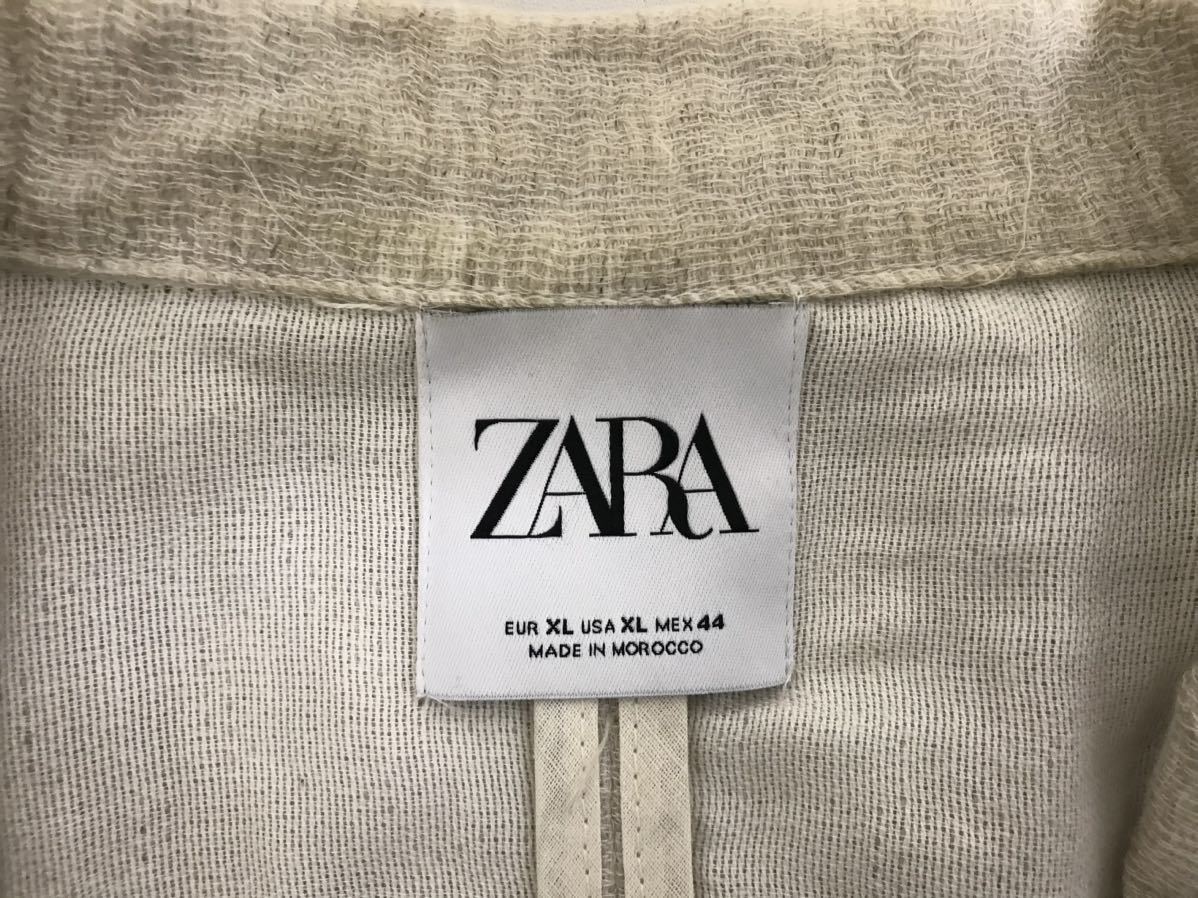 ZARA
EUR XL USA XL MEX 44
MADE IN MOROCCO